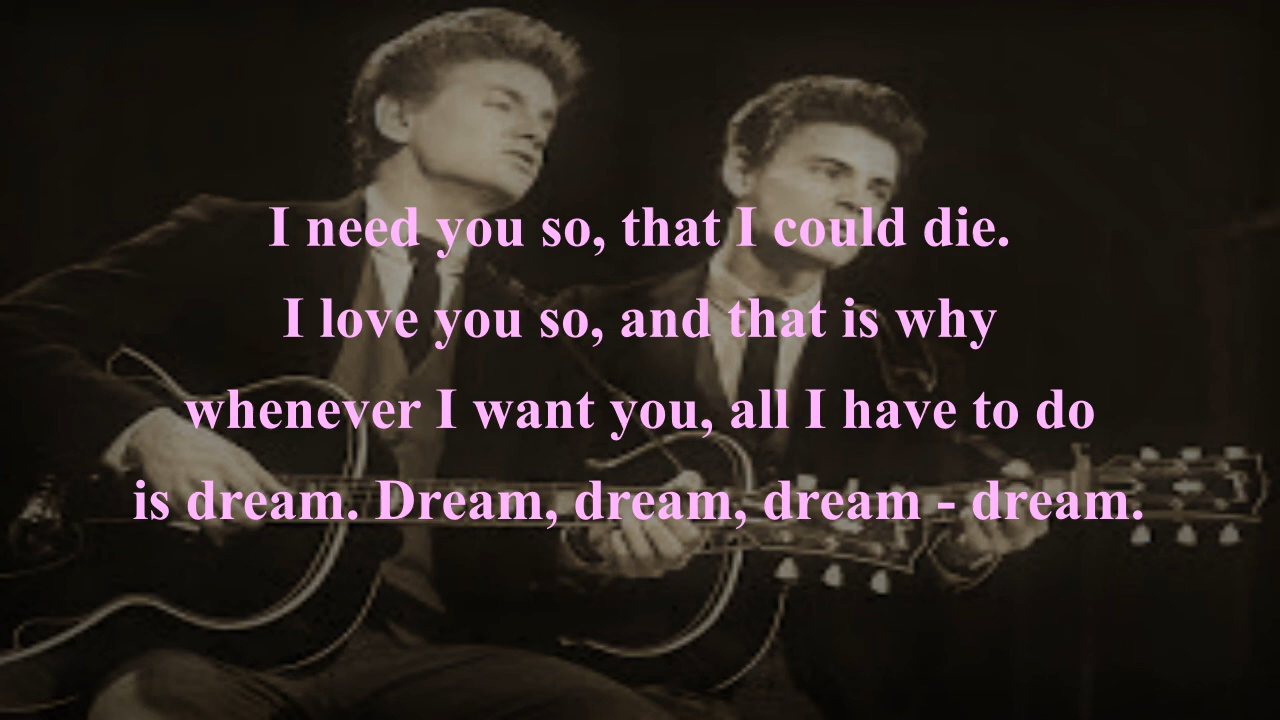 I need you so, that I could die.
I love you so, and that is why
whenever I want you, all I have to do
is dream. Dream, dream, dream - dream.